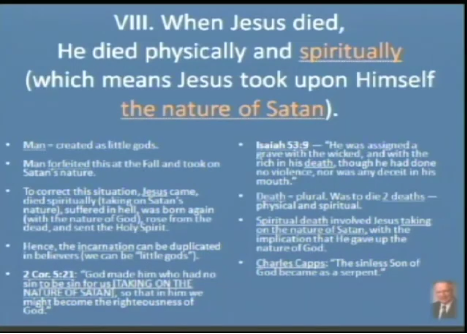 VIII. When Jesus died,
He died physically and spiritually
(which means Jesus took upon Himself
the nature of Satan).
• Man – created as little gods.
• Man forfeited this at the Fall and took on
Satan's nature.
• To correct this situation, Jesus came,
died spiritually (taking on Satan's
nature), suffered in hell, was born again
(with the nature of God), rose from the
dead, and sent the Holy Spirit.
• Hence, the incarnation can be duplicated
in believers (we can be "little gods").
• 2 Cor. 5:21: "God made him who had no
sin to be sin for us [TAKING ON THE
NATURE OF SATAN], so that in him we
might become the righteousness of
God."
• Isaiah 53:9 — "He was assigned a
grave with the wicked, and with the
rich in his death, though he had done
no violence, nor was any deceit in his
mouth."
• Death – plural. Was to die 2 deaths —
physical and spiritual.
• Spiritual death involved Jesus taking
on the nature of Satan, with the
implication that He gave up the
nature of God.
• Charles Capps: "The sinless Son of
God became as a serpent."